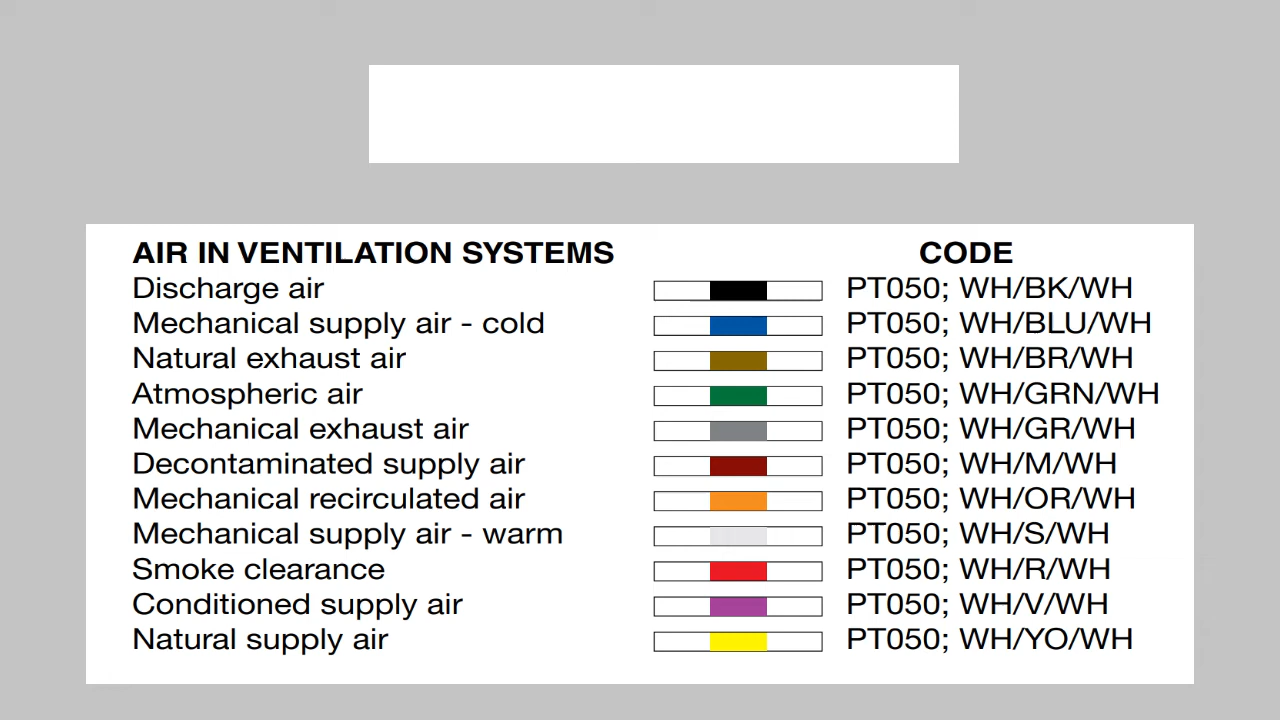 AIR IN VENTILATION SYSTEMS CODE
Discharge air PT050; WH/BK/WH
Mechanical supply air - cold PT050; WH/BLU/WH
Natural exhaust air PT050; WH/BR/WH
Atmospheric air PT050; WH/GRN/WH
Mechanical exhaust air PT050; WH/GR/WH
Decontaminated supply air PT050; WH/M/WH
Mechanical recirculated air PT050; WH/OR/WH
Mechanical supply air - warm PT050; WH/S/WH
Smoke clearance PT050; WH/R/WH
Conditioned supply air PT050; WH/V/WH
Natural supply air PT050; WH/YO/WH